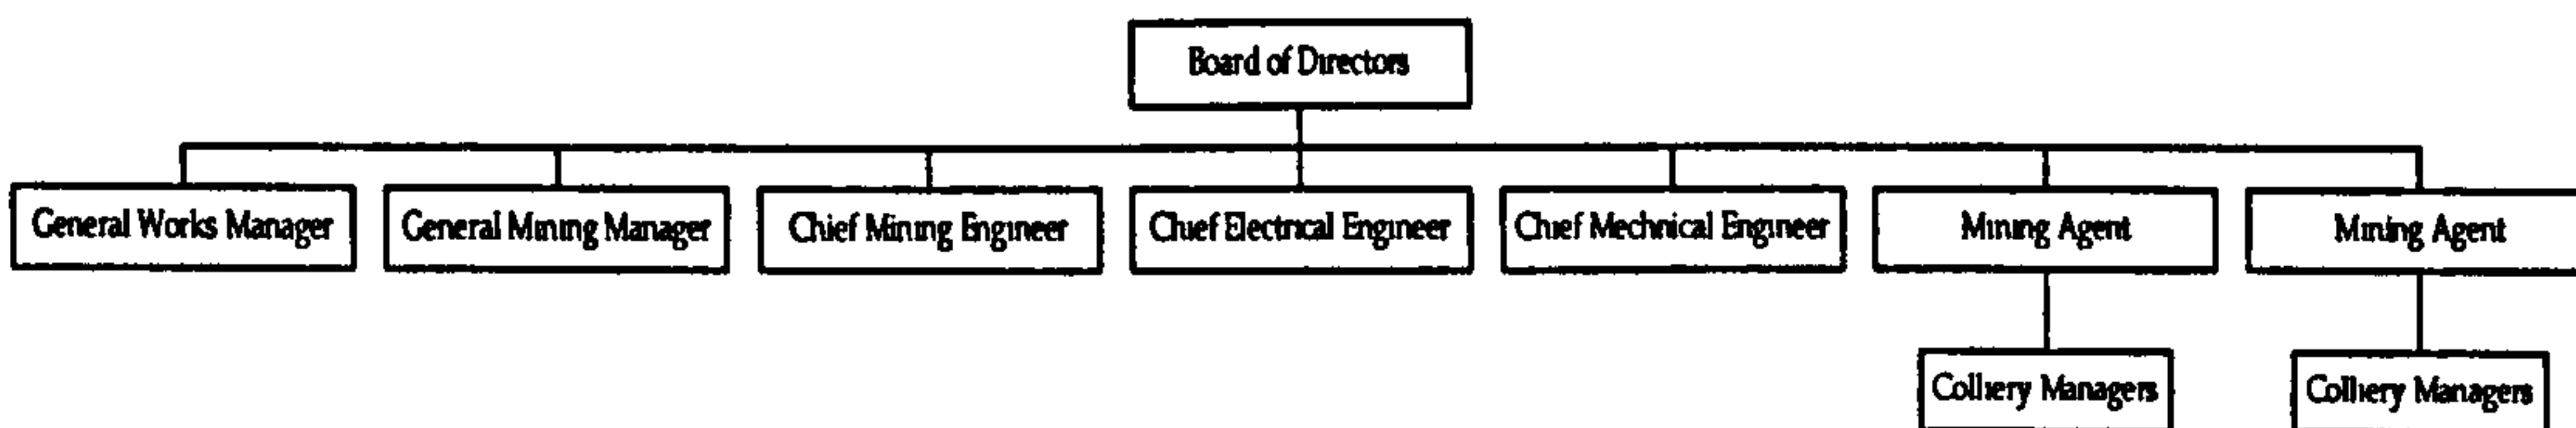 Board of Directors
General Works Manager
General Mining Manager
Chief Mining Engineer
Chief Electrical Engineer
Chief Mechnical Engineer
Mining Agent
Mining Agent
Colliery Managers
Colliery Managers